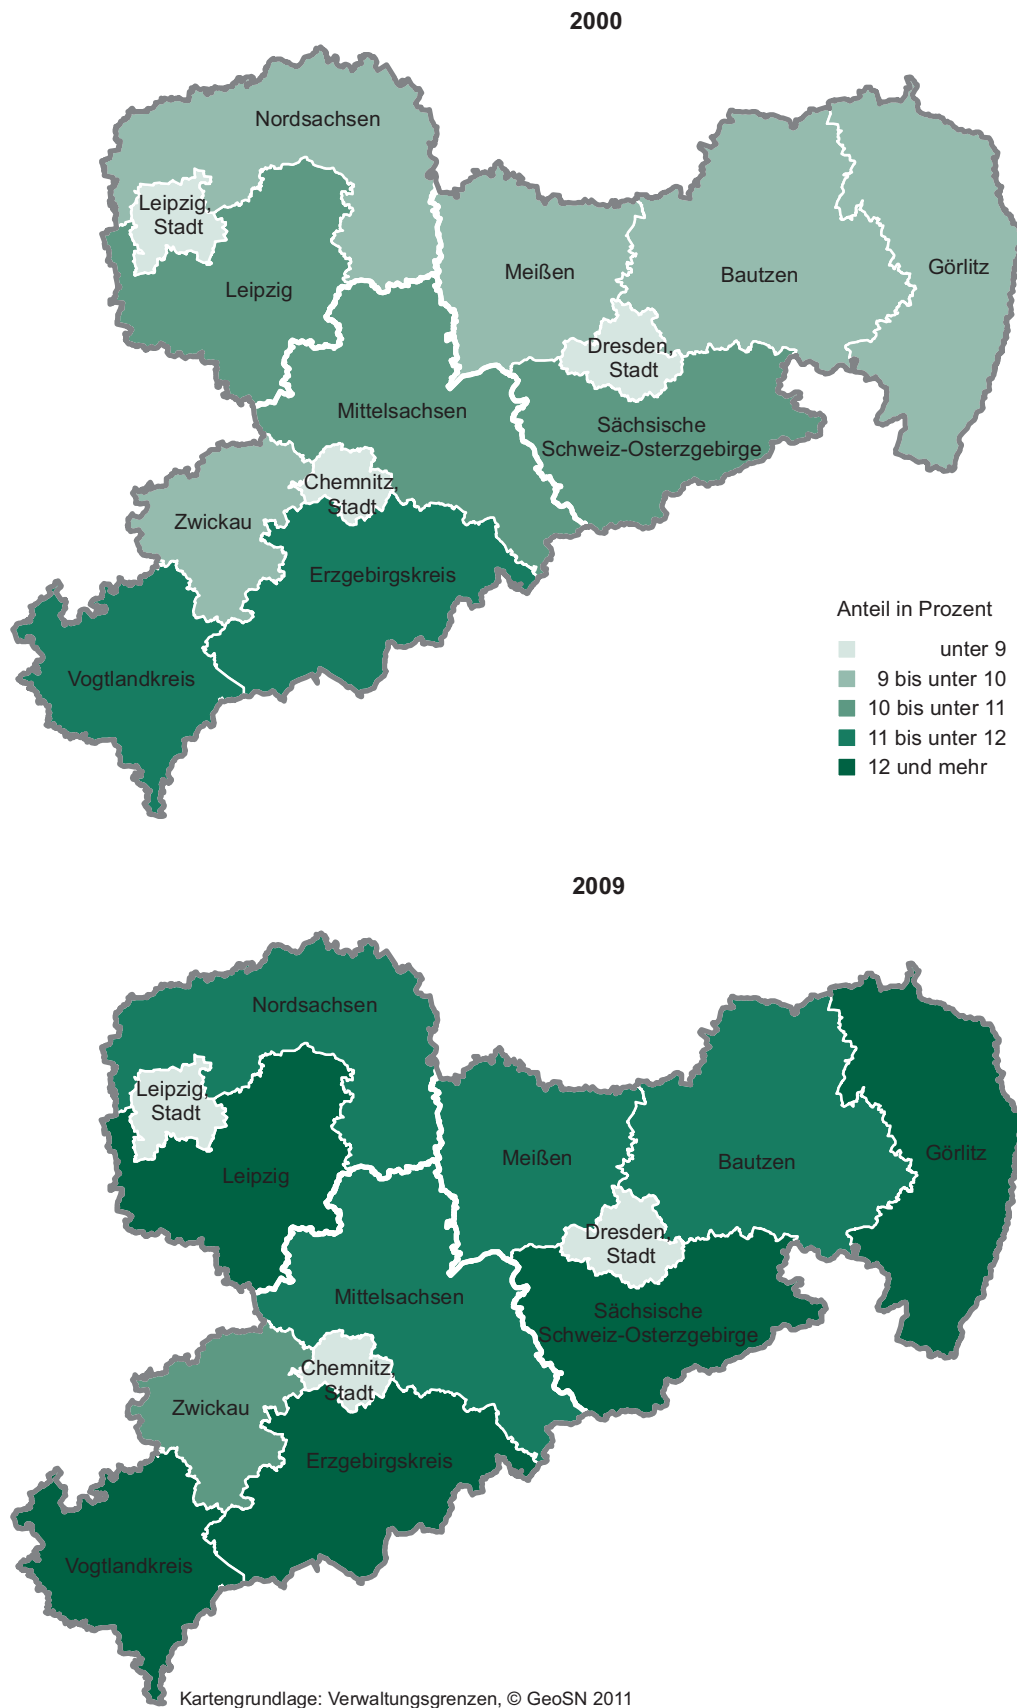 2000
Nordsachsen
Leipzig,
Stadt
Leipzig
Meißen
Bautzen
Görlitz
Dresden,
Stadt
Mittelsachsen
Sächsische
Schweiz-Osterzgebirge
Chemnitz,
Stadt
Zwickau
Erzgebirgskreis
Vogtlandkreis
Anteil in Prozent
unter 9
9 bis unter 10
10 bis unter 11
11 bis unter 12
12 und mehr
2009
Nordsachsen
Leipzig,
Stadt
Leipzig
Meißen
Bautzen
Görlitz
Dresden,
Stadt
Mittelsachsen
Sächsische
Schweiz-Osterzgebirge
Chemnitz,
Stadt
Zwickau
Erzgebirgskreis
Vogtlandkreis
Kartengrundlage: Verwaltungsgrenzen, © GeoSN 2011